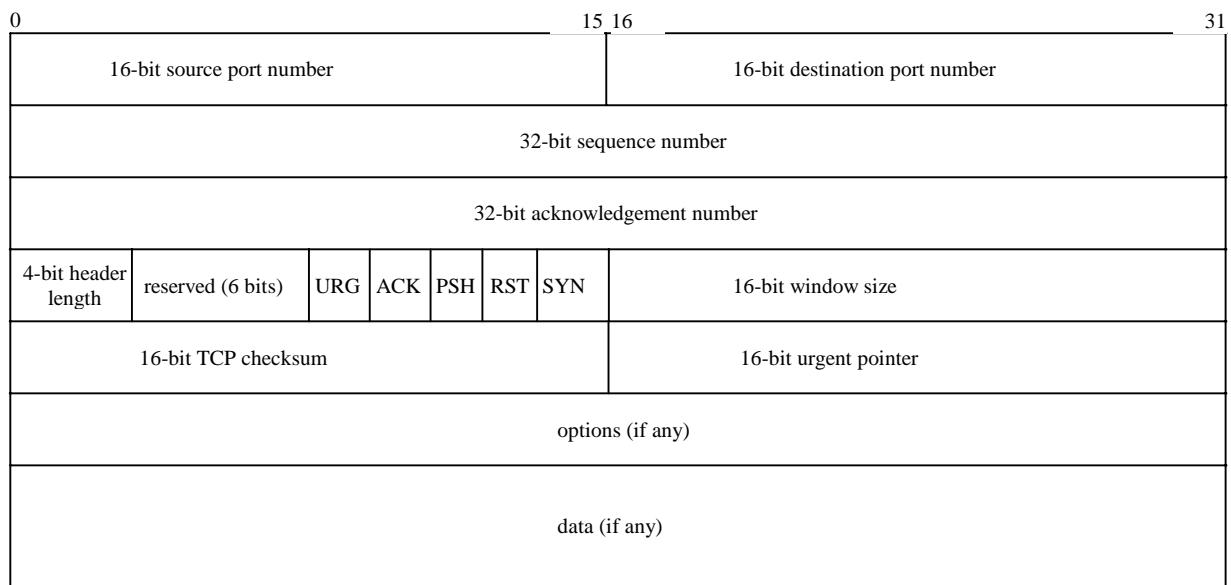 0 15 16 31
16-bit source port number 16-bit destination port number
32-bit sequence number
32-bit acknowledgement number
4-bit header
length
reserved (6 bits) URG ACK PSH RST SYN 16-bit window size
16-bit TCP checksum 16-bit urgent pointer
options (if any)
data (if any)